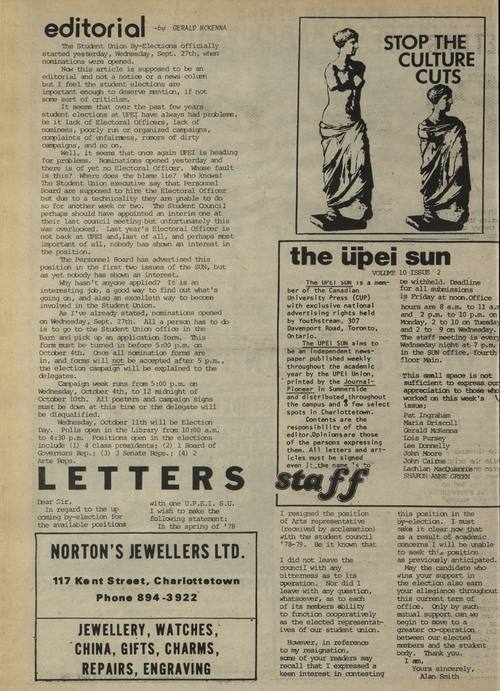 editorial -by GERALD MCKENNA
The Student Union By-Elections officially
started yesterday, Wednesday, Sept. 27th, when
nominations were opened.
Now this article is supposed to be an
editorial and not a notice or a news column
but I feel the student elections are
important enough to deserve mention, if not
some sort of criticism.
It seems that over the past few years
student elections at UPEI have always had problems,
be it lack of Electoral Officers, lack of
nominees, poorly run or organized campaigns,
complaints of unfairness, rumors of dirty
campaigns, and so on.
Well, it seems that once again UPEI is heading
for problems. Nominations opened yesterday and
there is of yet no Electoral Officer. Whose fault
is this? Where does the blame lie? Who knows!
The Student Union executive say that Personnel
Board are supposed to hire the Electoral Officer
but due to a technicality they are unable to do
so for another week or two. The Student Council
perhaps should have appointed an interim one at
their last council meeting but unfortunately this
was overlooked. Last year's Electoral Officer is
not back at UPEI and,last of all, and perhaps most
important of all, nobody has shown an interest in
the position.
The Personnel Board has advertised this
position in the first two issues of the SUN, but
as yet nobody has shown an interest.
Why hasn't anyone applied? It is an
interesting job, a good way to find out what's
going on, and also an excelletn way to become
involved in the Student Union.
As I've already stated, nominations opened
on Wednesday, Sept. 27th. All a person has to do
is to go to the Student Union office in the
Barn and pick up an application form. This
form must be turned in before 5:00 p.m. on
October 4th. Once all nomination forms are
in, and forms will not be accepted after 5 p.m.,
the election campaign will be explained to the
delegates.
Campaign week runs from 5:00 p.m. on
Wednesday, October 4th, to 12 midnight of
October 10th. All posters and campaign signs
must be down at this time or the delegate will
be disqualified.
Wednesday, October 11th will be Election
Day. Polls open in the Library from 10:00 a.m.
to 4:30 p.m. Positions open in the elections
include (1) 4 class presidents; (2) 1 Board of
Governors Rep.; (3) 3 Senate Reps.; (4) 2
Arts Reps.
STOP THE
CULTURE
CUTS
the üpei sun
VOLUME 10 ISSUE 2
The UPEI SUN is a mem-
ber of the Canadian
University Press (CUP)
with exclusive national
advertising rights held
by Youthstream, 307
Davenport Road, Toronto,
Ontario.
The UPEI SUN aims to
be an independent news-
paper published weekly
throughout the academic
year by the UPEI Union,
printed by the Journal-
Pioneer in Summerside
and distributed throughout
the campus and a few select
spots in Charlottetown.
Contents are the
responsibility of the
editor.Opinions are those
of the persons expressing
them. All letters and art-
icles must be signed
even if the name is to
be witheld. Deadline
for all submissions
is Friday at noon.Office
hours are 8 a.m. to 11 a.m
and 2 p.m. to 10 p.m. on
Monday, 2 to 10 on Tuesday
and 2 to 9 on Wednesday.
The staff meeting is every
Wednesday night at 7 p.m.
in the SUN office, fourth
floor Main.
This small space is not
sufficient to express our
appreciation to those who
worked on this week's
issue:
Pat Ingraham
Maria Driscoll
Gerald McKenna
Lois Pursey
Lee Donnelly
John Moore
John Cairns
Lachlan MacQuarrie
SHARON ANNE GREEN
staff
LETTERS
Dear Sir,
In regard to the up
coming by-election for
the available positions
with one U.P.E.I. S.U.
I wish to make the
following statement:
In the spring of '78
I resigned the position
of Arts representative
(received by acclamation)
with the student council
'78-79. Be it known that
I did not leave the
council with any
bitterness as to its
operation. Nor did I
leave with any question,
whatsoever, as to each
of its members ability
to function cooperatively
as the elected representat-
ives of our student union.
However, in reference
to my resignation,
some of your readers may
recall that I expressed a
keen interest in contesting
this position in the
by-election. I must
make it clear now that
as a result of academic
concerns I will be unable
to seek this position
as previously anticipated.
May the candidate who
wins your support in
the election also earn
your allegiance throughout
this current term of
office. Only by such
mutual support can we
begin to move to a
greater co-operation
between our elected
members and the student
body. Thank you.
I am,
Yours sincerely,
Alan Smith
NORTON'S JEWELLERS LTD.
117 Kent Street, Charlottetown
Phone 894-3922
JEWELLERY, WATCHES,
CHINA, GIFTS, CHARMS,
REPAIRS, ENGRAVING